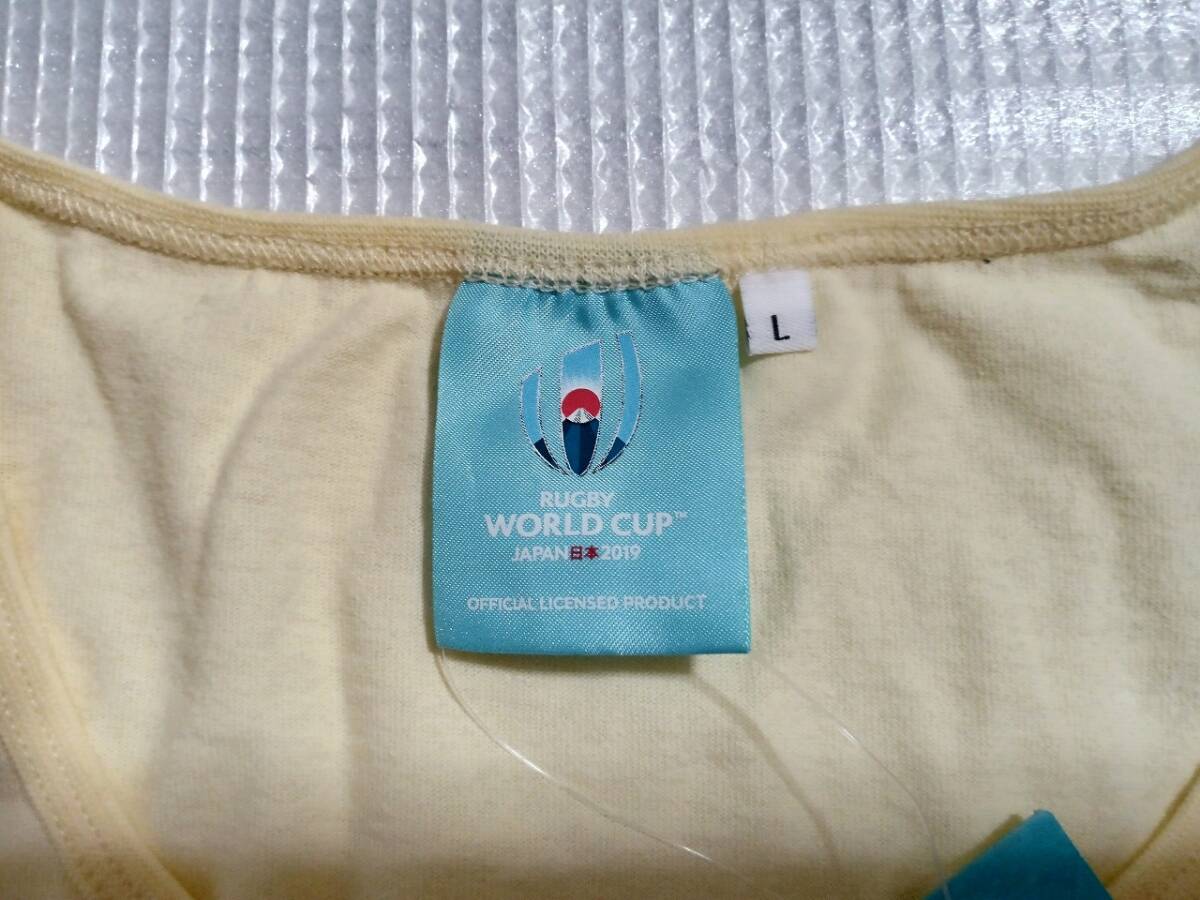 RUGBY
WORLD CUP™
JAPAN日本2019
OFFICIAL LICENSED PRODUCT
L